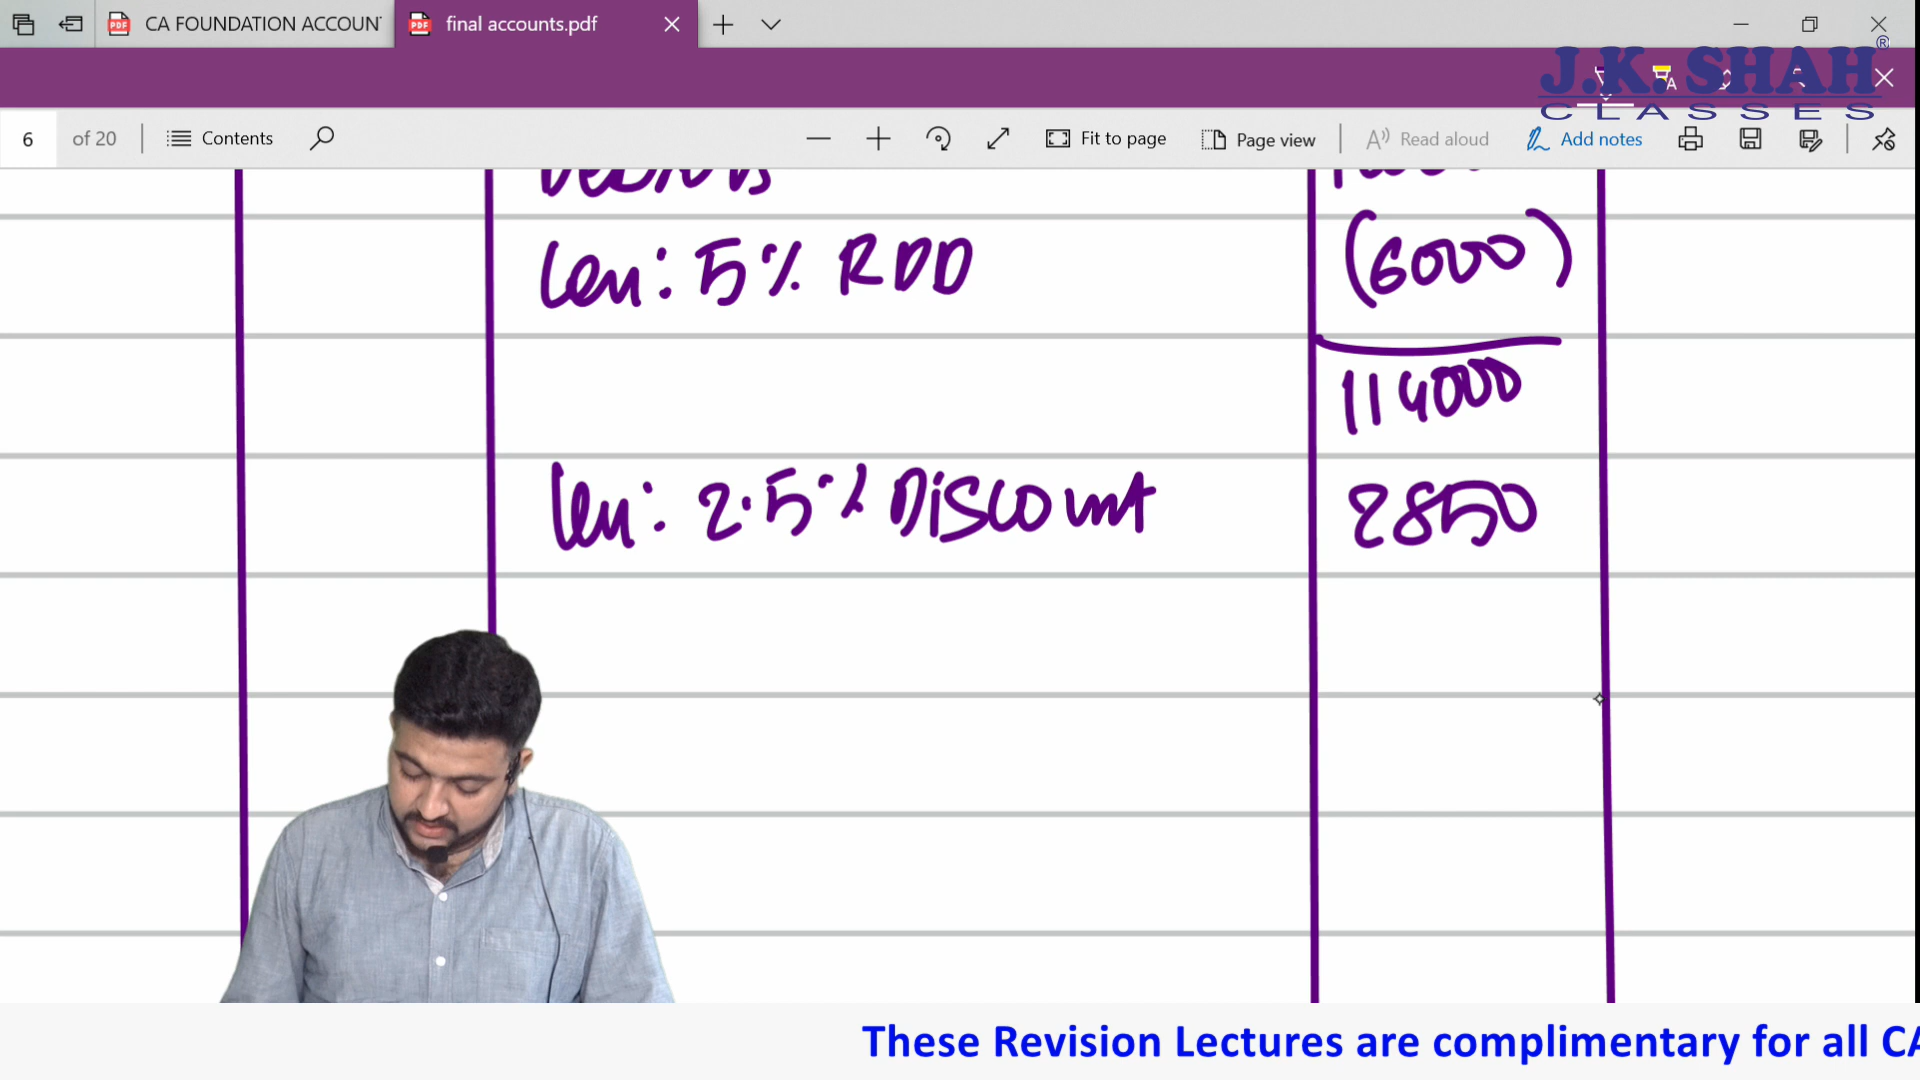 CA FOUNDATION ACCOUN
final accounts.pdf
J.K. SHAH®
CLASSES
6 of 20 Contents Fit to page Page view Read aloud Add notes
Less: 5% RDD (6000)
114000
Less: 2.5% Discount 2850
These Revision Lectures are complimentary for all CA